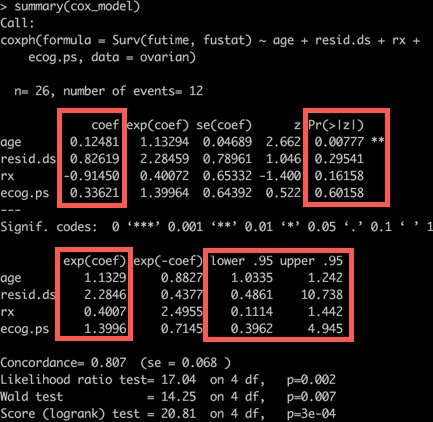 > summary(cox_model)
Call:
coxph(formula = Surv(futime, fustat) ~ age + resid.ds + rx +
    ecog.ps, data = ovarian)
  n= 26, number of events= 12
             coef exp(coef) se(coef)      z Pr(>|z|)
age       0.12481   1.13294  0.04689  2.662  0.00777 **
resid.ds  0.82619   2.28459  0.78961  1.046  0.29541
rx       -0.91450   0.40072  0.65332 -1.400  0.16158
ecog.ps   0.33621   1.39964  0.64392  0.522  0.60158
---
Signif. codes:  0 ‘***’ 0.001 ‘**’ 0.01 ‘*’ 0.05 ‘.’ 0.1 ‘ ’ 1
         exp(coef) exp(-coef) lower .95 upper .95
age         1.1329     0.8827    1.0335     1.242
resid.ds    2.2846     0.4377    0.4861    10.738
rx          0.4007     2.4955    0.1114     1.442
ecog.ps     1.3996     0.7145    0.3962     4.945
Concordance= 0.807  (se = 0.068 )
Likelihood ratio test= 17.04  on 4 df,   p=0.002
Wald test            = 14.25  on 4 df,   p=0.007
Score (logrank) test = 20.81  on 4 df,   p=3e-04